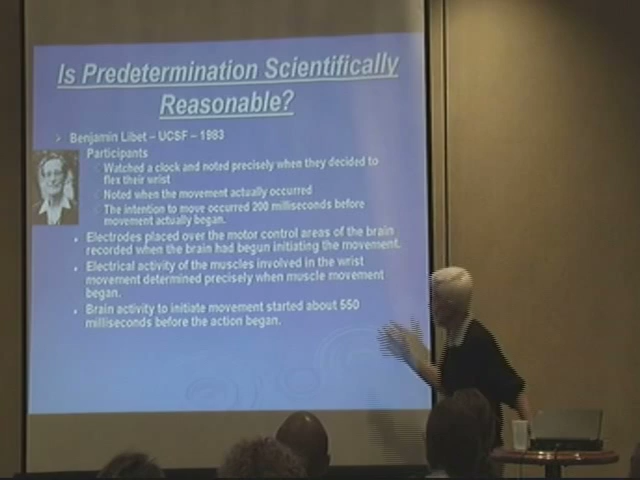 Is Predetermination Scientifically
Reasonable?
Benjamin Libet – UCSF – 1983
Participants
Watched a clock and noted precisely when they decided to
flex their wrist
Noted when the movement actually occurred
The intention to move occurred 200 milliseconds before
movement actually began.
• Electrodes placed over the motor control areas of the brain
recorded when the brain had begun initiating the movement.
• Electrical activity of the muscles involved in the wrist
movement determined precisely when muscle movement
began.
• Brain activity to initiate movement started about 550
milliseconds before the action began.